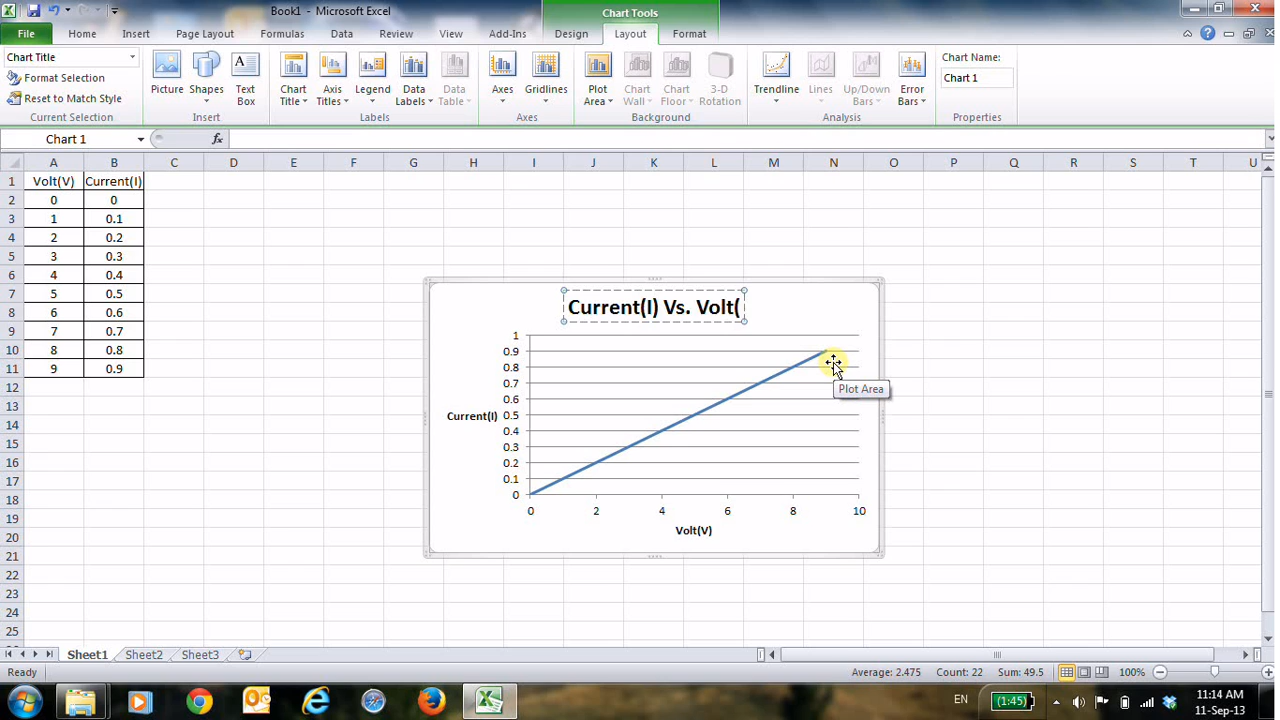 Book1 - Microsoft Excel
Chart Tools
File Home Insert Page Layout Formulas Data Review View Add-Ins Design Layout Format
Chart Title
Format Selection
Reset to Match Style
Current Selection
Picture Shapes Text Box
Insert
Chart Title Axis Titles Legend Data Labels Data Table
Labels
Axes Gridlines
Axes
Plot Area Chart Wall Chart Floor 3-D Rotation
Background
Trendline Lines Up/Down Bars Error Bars
Analysis
Chart Name:
Chart 1
Properties
Chart 1 fx
A B C D E F G H I J K L M N O P Q R S T U
1 Volt(V) Current(I)
2 0 0
3 1 0.1
4 2 0.2
5 3 0.3
6 4 0.4
7 5 0.5
8 6 0.6
9 7 0.7
10 8 0.8
11 9 0.9
12
13
14
15
16
17
18
19
20
21
22
23
24
25
Current(I) Vs. Volt(
1
0.9
0.8
0.7
0.6
0.5
0.4
0.3
0.2
0.1
0
Current(I)
0 2 4 6 8 10
Volt(V)
Plot Area
Sheet1 Sheet2 Sheet3
Ready Average: 2.475 Count: 22 Sum: 49.5 100%
EN (1:45) 11:14 AM
11-Sep-13